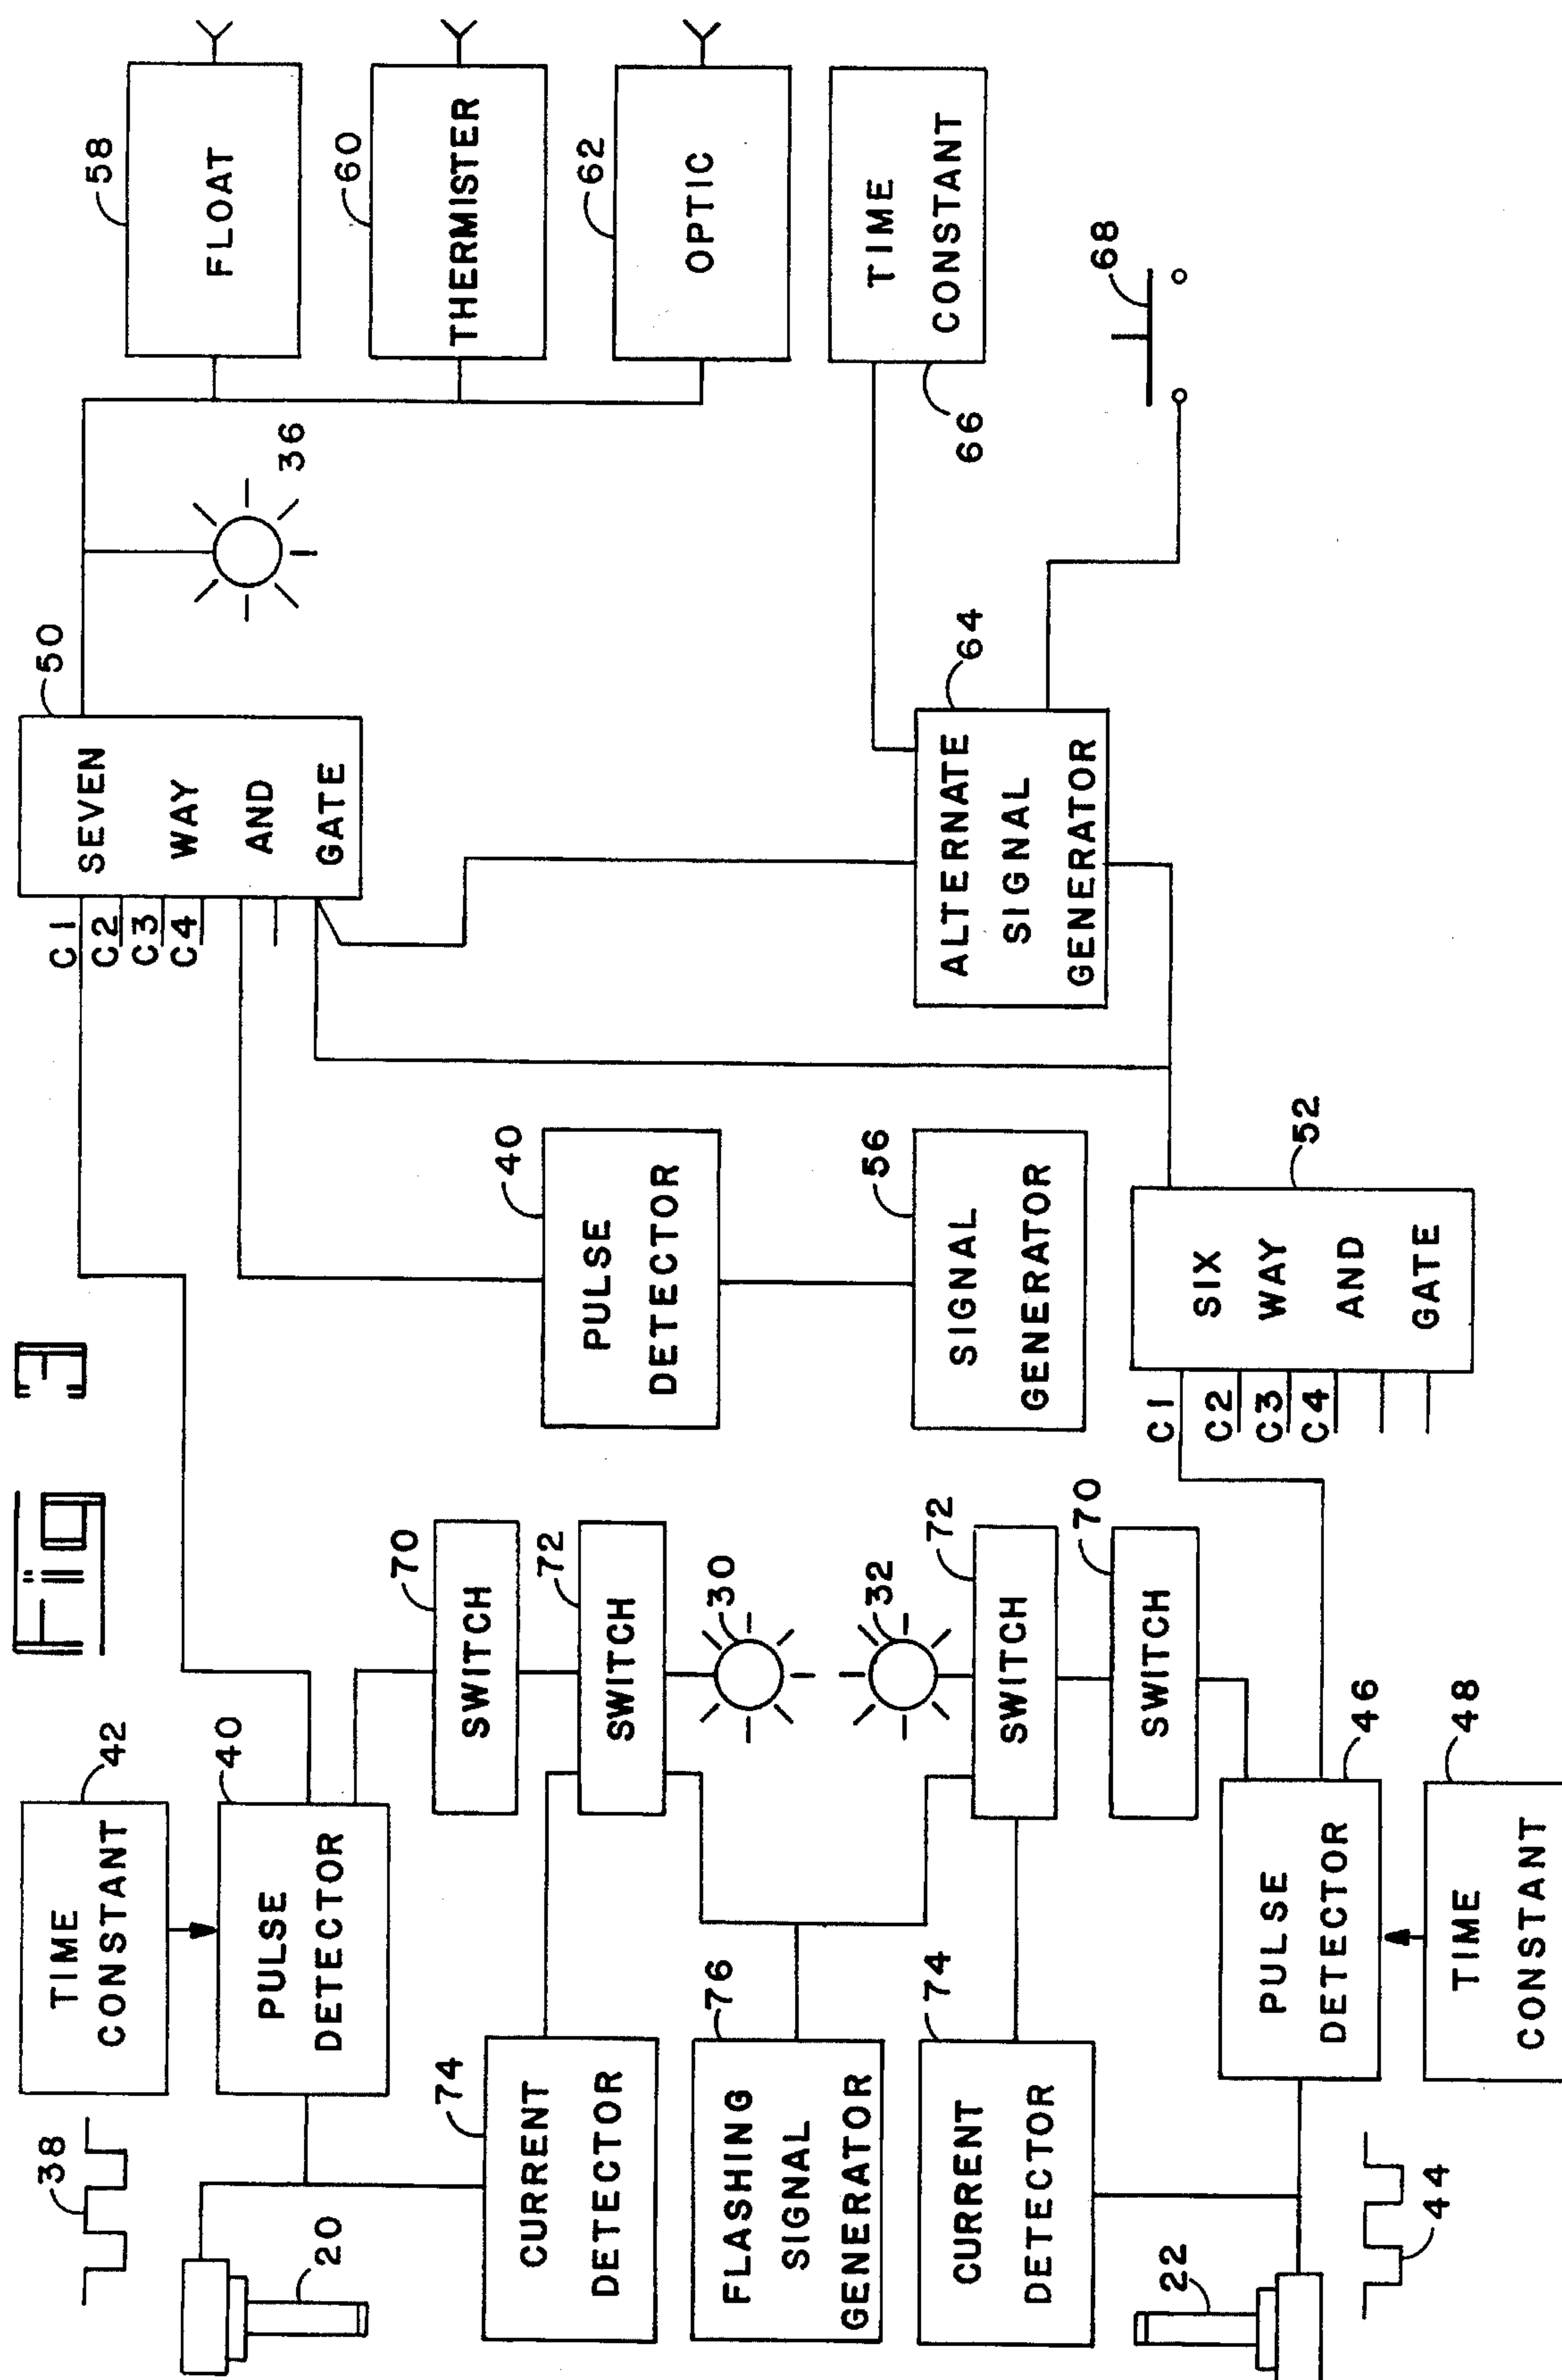 Fig 3
38
20
TIME
CONSTANT
42
PULSE
DETECTOR
40
CURRENT
DETECTOR
74
SWITCH
70
SWITCH
72
30
FLASHING
SIGNAL
GENERATOR
76
32
SWITCH
72
SWITCH
70
CURRENT
DETECTOR
74
PULSE
DETECTOR
46
TIME
CONSTANT
48
22
44
PULSE
DETECTOR
40
SIGNAL
GENERATOR
56
C1
C2
C3
C4
SIX
WAY
AND
GATE
52
C1
C2
C3
C4
SEVEN
WAY
AND
GATE
50
36
ALTERNATE
SIGNAL
GENERATOR
64
FLOAT
58
THERMISTER
60
OPTIC
62
TIME
CONSTANT
66
68